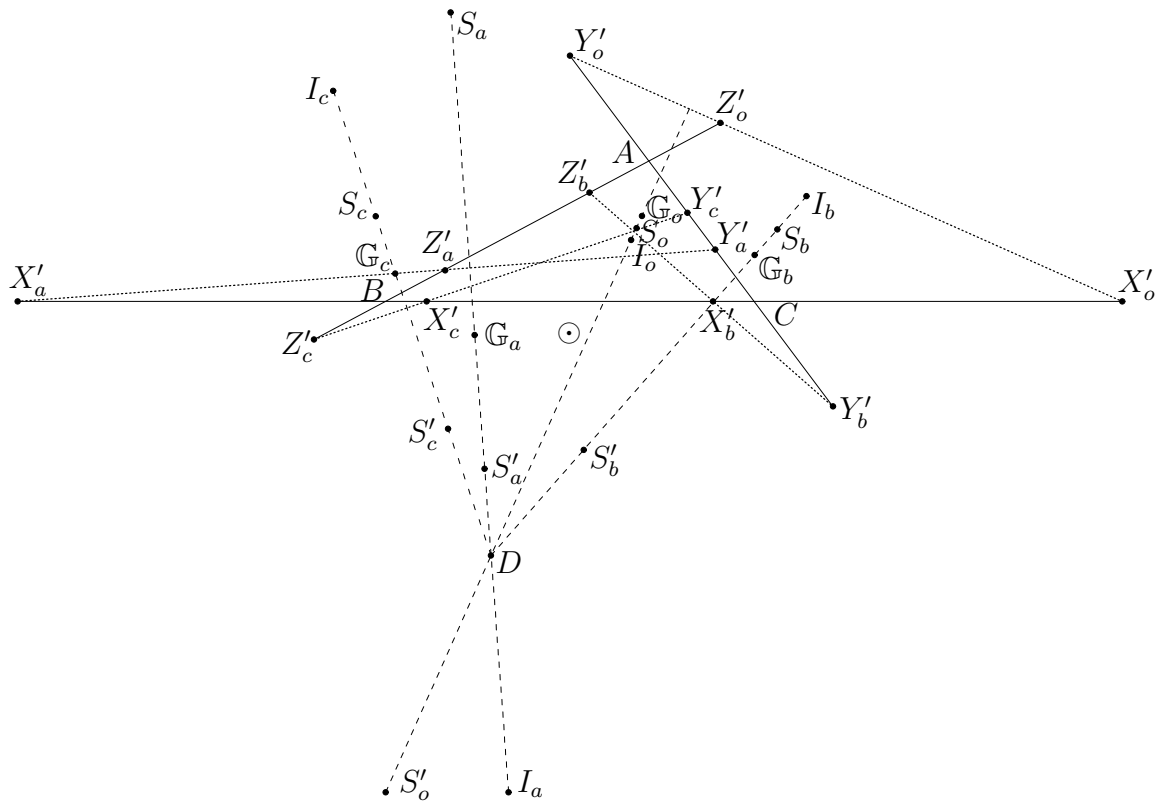 S_a
Y'_o
I_c
Z'_o
A
Z'_b
I_b
S_c
𝔾_o
Y'_c
S_o
S_b
Y'_a
I_o
𝔾_c
Z'_a
𝔾_b
X'_a
B
X'_o
X'_c
X'_b
C
Z'_c
𝔾_a
⊙
Y'_b
S'_c
S'_a
S'_b
D
S'_o
I_a